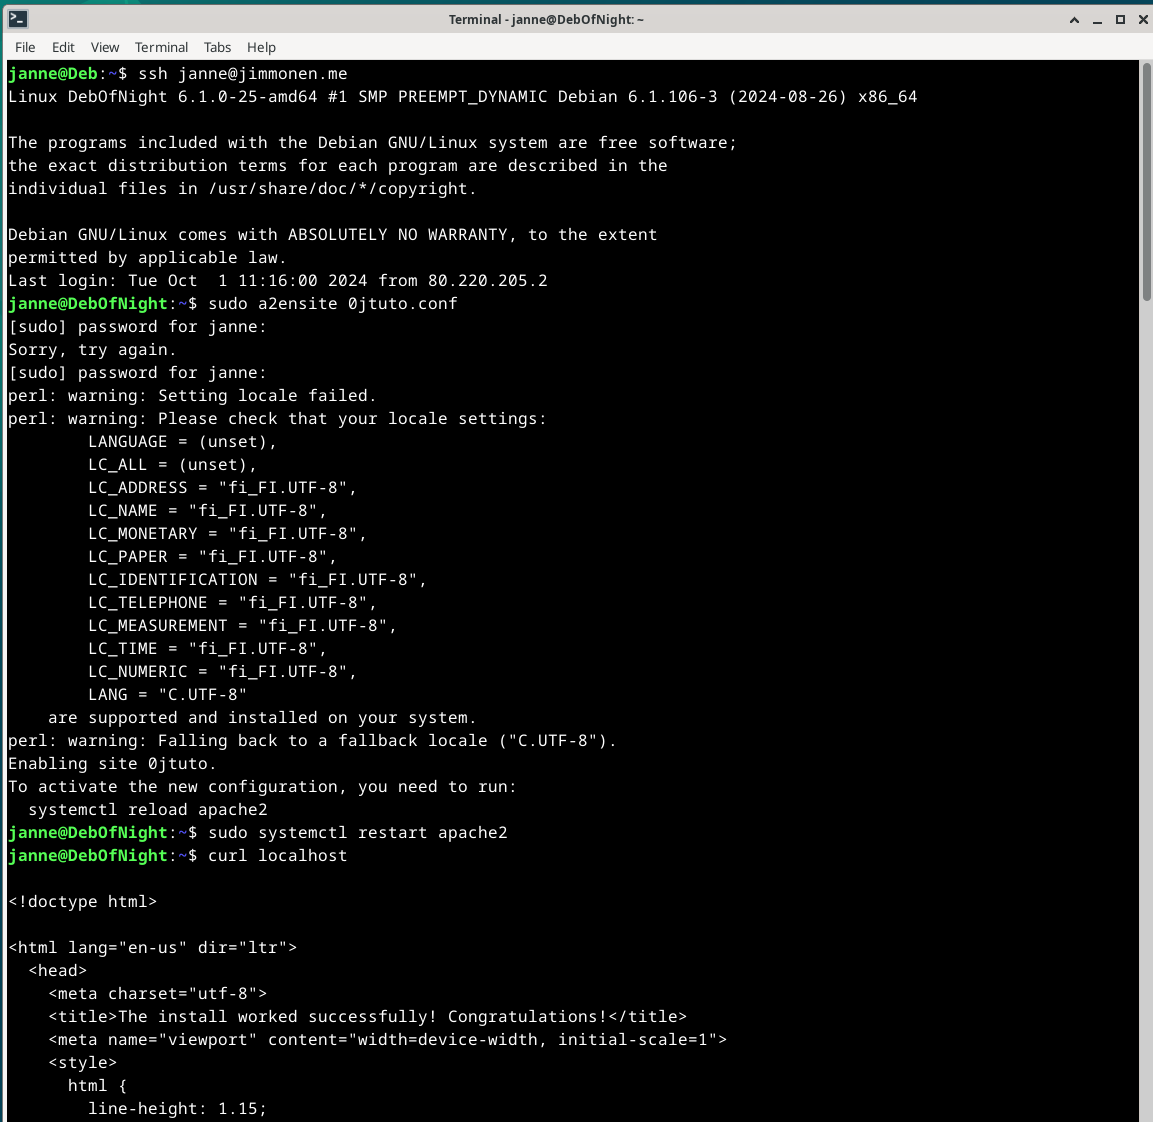 Terminal - janne@DebOfNight: ~
File Edit View Terminal Tabs Help
janne@Deb:~$ ssh janne@jimmonen.me
Linux DebOfNight 6.1.0-25-amd64 #1 SMP PREEMPT_DYNAMIC Debian 6.1.106-3 (2024-08-26) x86_64
The programs included with the Debian GNU/Linux system are free software;
the exact distribution terms for each program are described in the
individual files in /usr/share/doc/*/copyright.
Debian GNU/Linux comes with ABSOLUTELY NO WARRANTY, to the extent
permitted by applicable law.
Last login: Tue Oct  1 11:16:00 2024 from 80.220.205.2
janne@DebOfNight:~$ sudo a2ensite 0jtuto.conf
[sudo] password for janne:
Sorry, try again.
[sudo] password for janne:
perl: warning: Setting locale failed.
perl: warning: Please check that your locale settings:
        LANGUAGE = (unset),
        LC_ALL = (unset),
        LC_ADDRESS = "fi_FI.UTF-8",
        LC_NAME = "fi_FI.UTF-8",
        LC_MONETARY = "fi_FI.UTF-8",
        LC_PAPER = "fi_FI.UTF-8",
        LC_IDENTIFICATION = "fi_FI.UTF-8",
        LC_TELEPHONE = "fi_FI.UTF-8",
        LC_MEASUREMENT = "fi_FI.UTF-8",
        LC_TIME = "fi_FI.UTF-8",
        LC_NUMERIC = "fi_FI.UTF-8",
        LANG = "C.UTF-8"
    are supported and installed on your system.
perl: warning: Falling back to a fallback locale ("C.UTF-8").
Enabling site 0jtuto.
To activate the new configuration, you need to run:
  systemctl reload apache2
janne@DebOfNight:~$ sudo systemctl restart apache2
janne@DebOfNight:~$ curl localhost
<!doctype html>
<html lang="en-us" dir="ltr">
  <head>
    <meta charset="utf-8">
    <title>The install worked successfully! Congratulations!</title>
    <meta name="viewport" content="width=device-width, initial-scale=1">
    <style>
      html {
        line-height: 1.15;